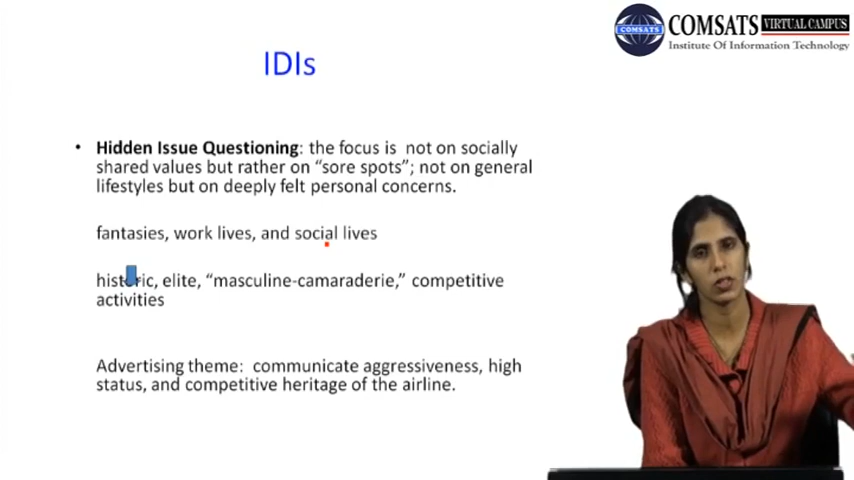 COMSATS VIRTUAL CAMPUS
COMSATS
Institute Of Information Technology
IDIs
• Hidden Issue Questioning: the focus is not on socially
shared values but rather on “sore spots”; not on general
lifestyles but on deeply felt personal concerns.
fantasies, work lives, and social lives
historic, elite, “masculine-camaraderie,” competitive
activities
Advertising theme: communicate aggressiveness, high
status, and competitive heritage of the airline.